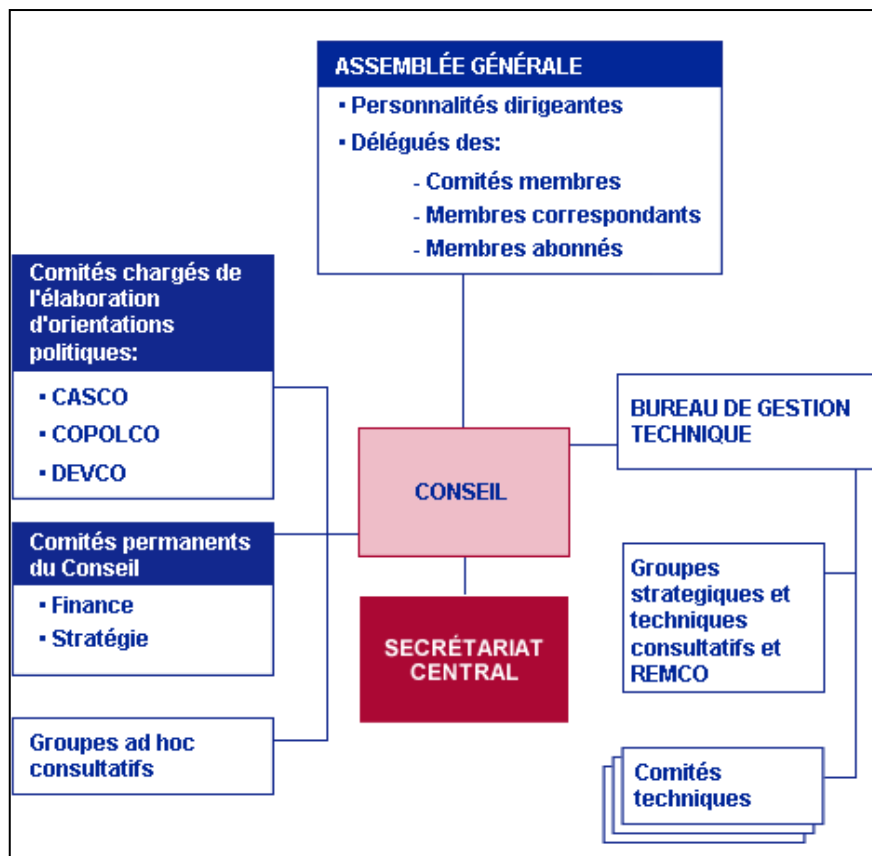 ASSEMBLÉE GÉNÉRALE
▪ Personnalités dirigeantes
▪ Délégués des:
- Comités membres
- Membres correspondants
- Membres abonnés
Comités chargés de
l'élaboration
d'orientations
politiques:
▪ CASCO
▪ COPOLCO
▪ DEVCO
BUREAU DE GESTION
TECHNIQUE
CONSEIL
Comités permanents
du Conseil
▪ Finance
▪ Stratégie
Groupes
strategiques et
techniques
consultatifs et
REMCO
SECRÉTARIAT
CENTRAL
Groupes ad hoc
consultatifs
Comités
techniques